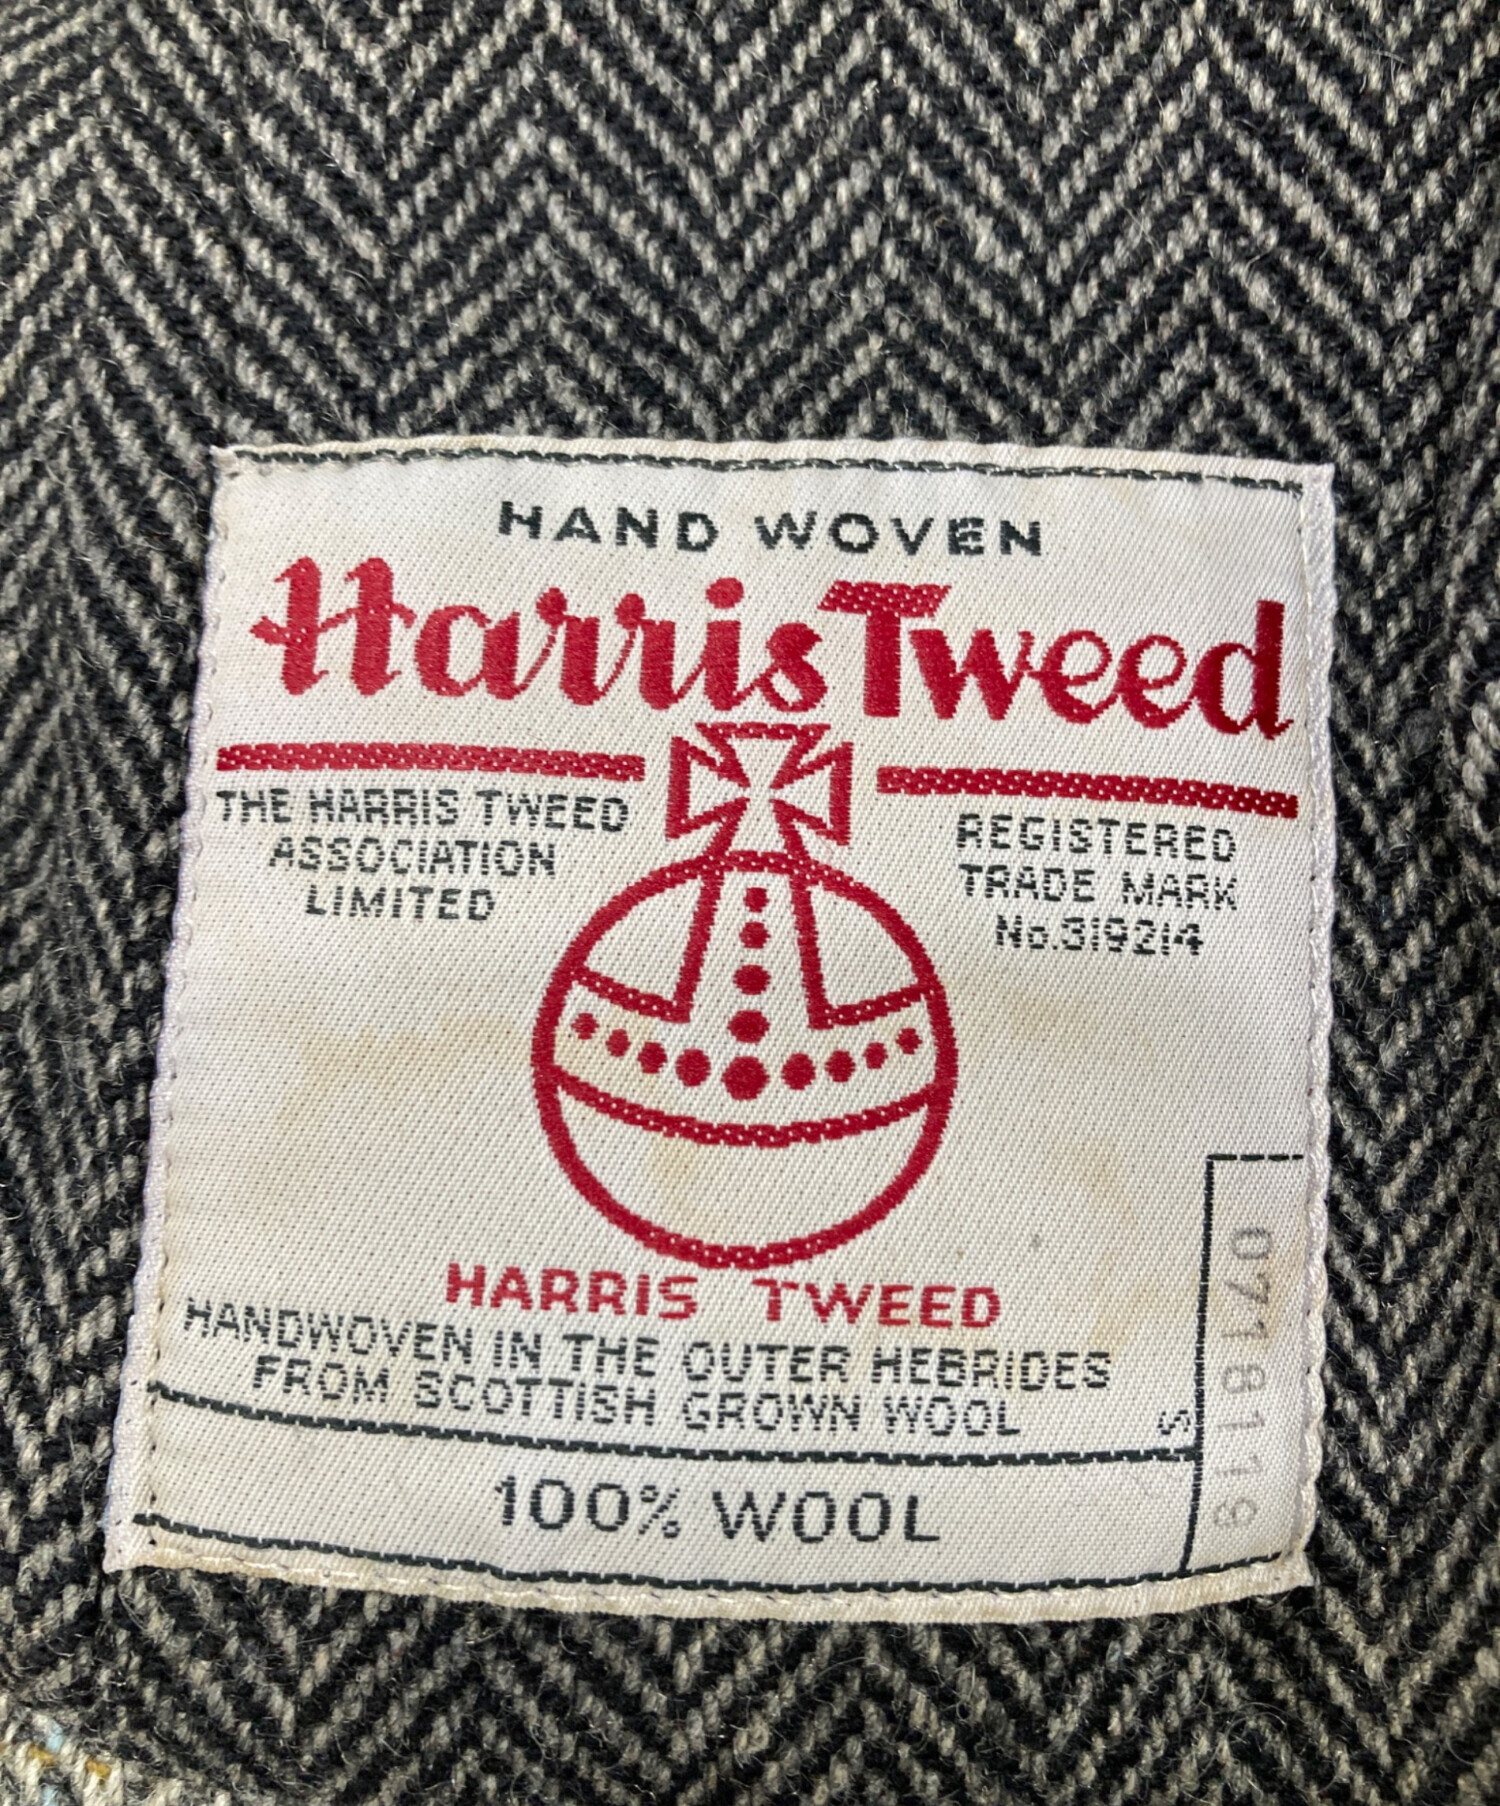 HAND WOVEN
Harris Tweed
THE HARRIS TWEED
ASSOCIATION
LIMITED
REGISTERED
TRADE MARK
No.319214
HARRIS TWEED
HANDWOVEN IN THE OUTER HEBRIDES
FROM SCOTTISH GROWN WOOL
S
100% WOOL
0718119